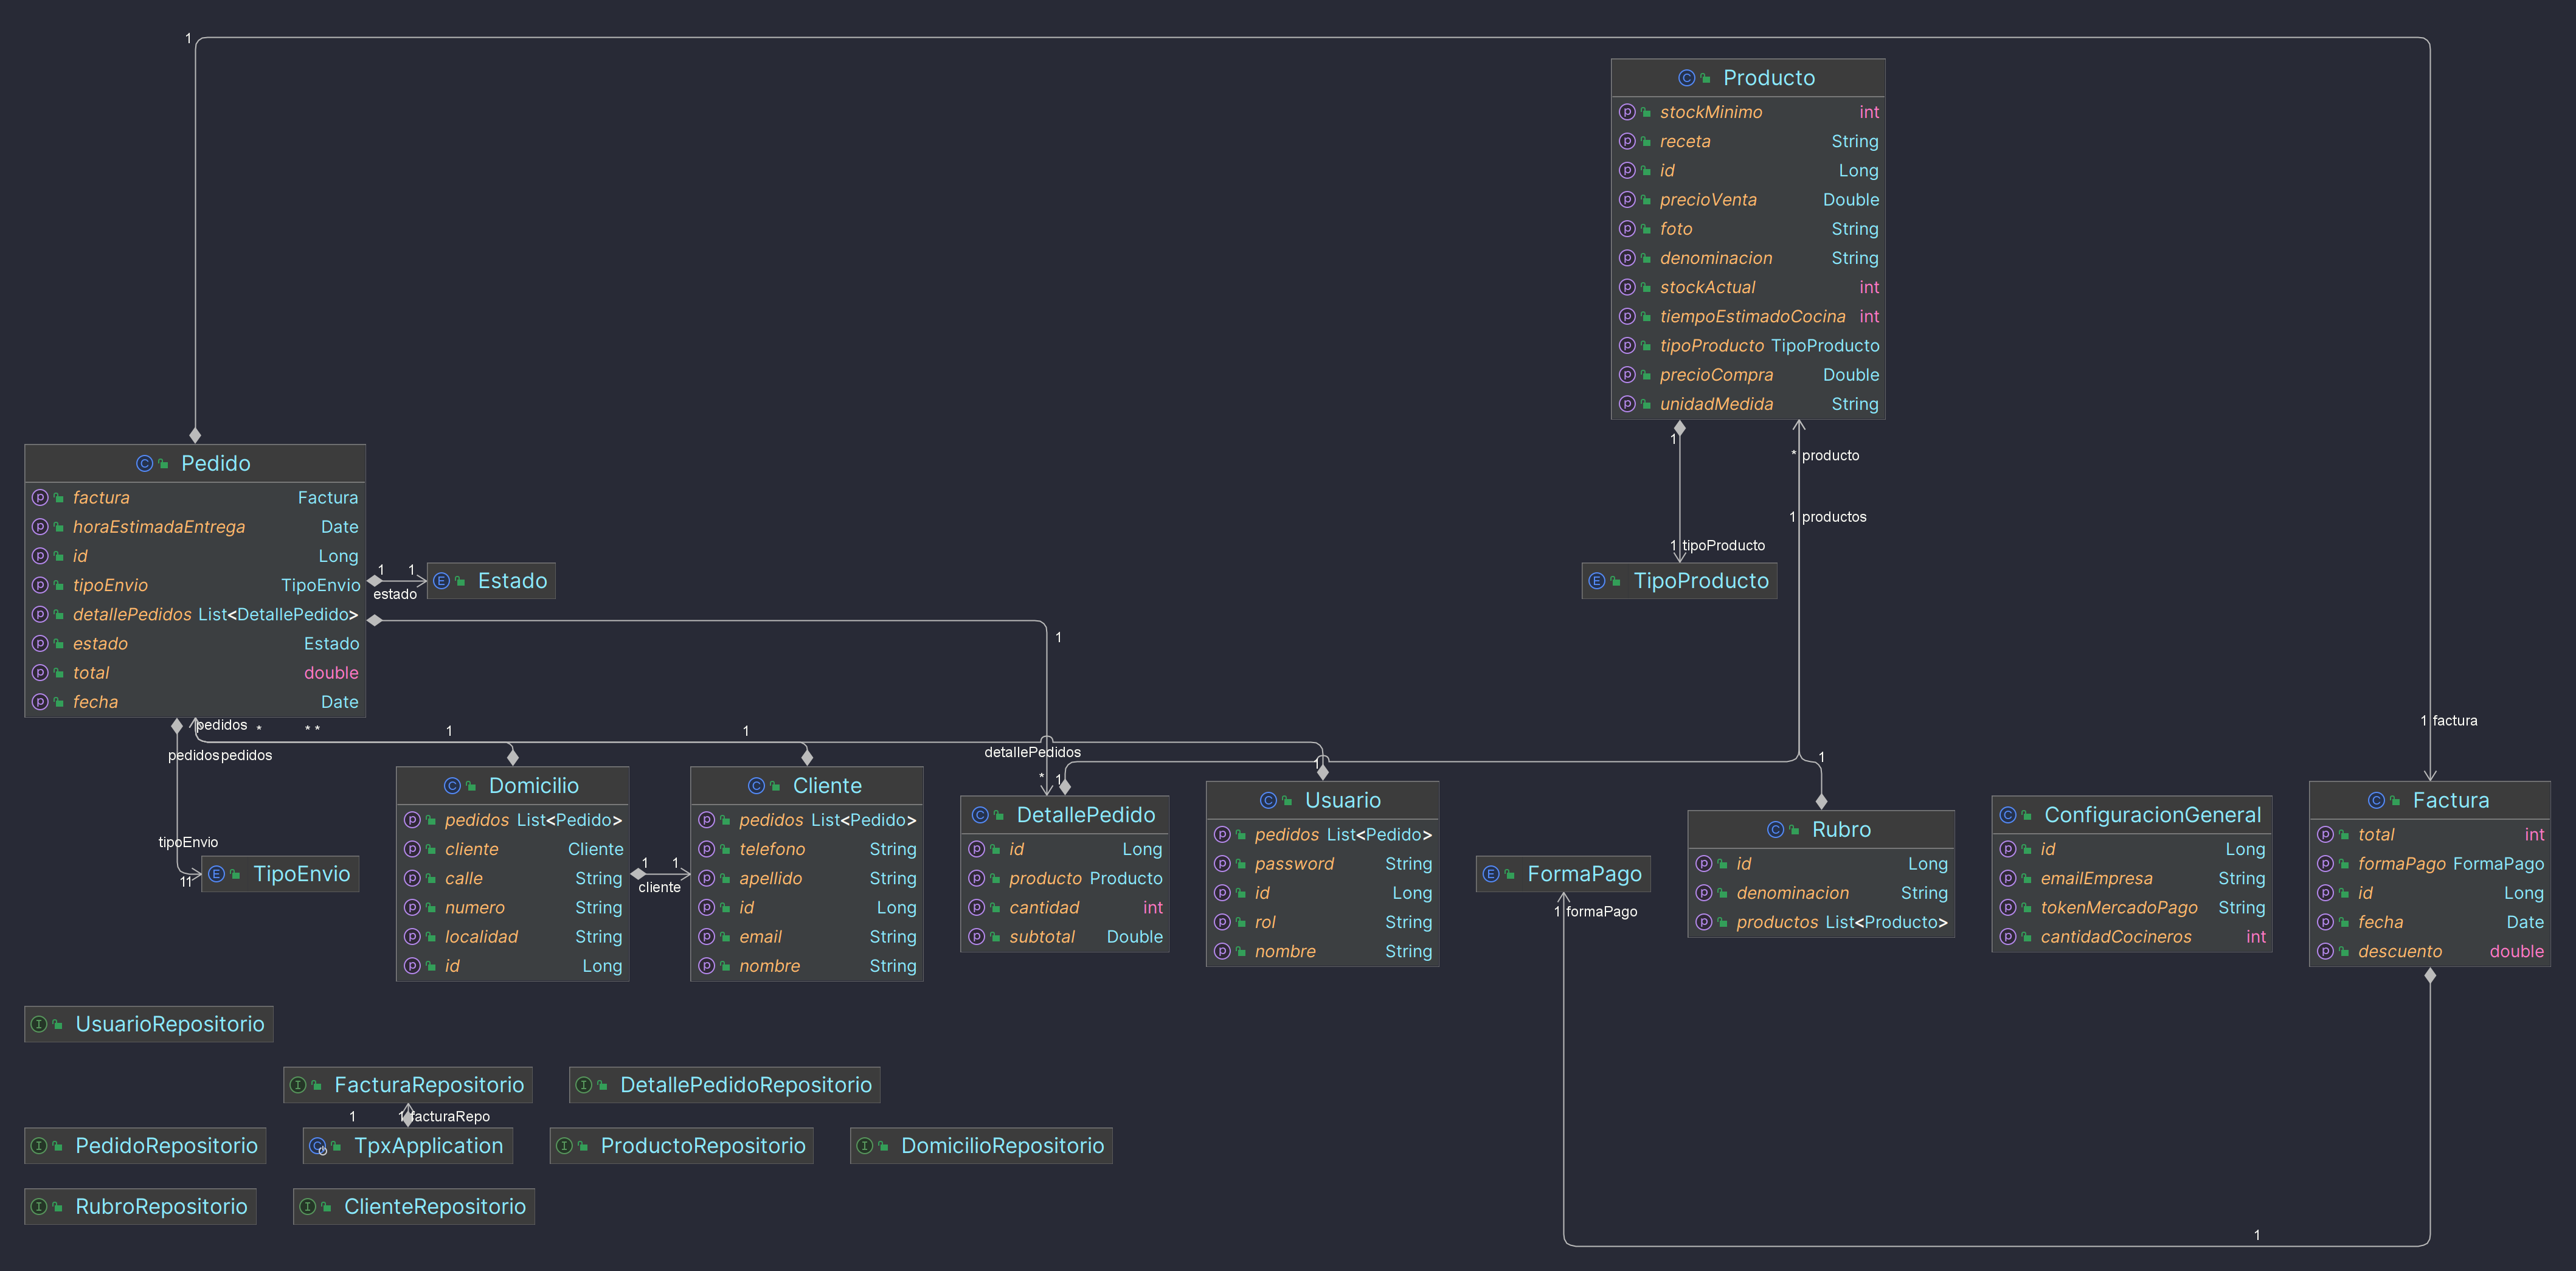 1
Producto
stockMinimo int
receta String
id Long
precioVenta Double
foto String
denominacion String
stockActual int
tiempoEstimadoCocina int
tipoProducto TipoProducto
precioCompra Double
unidadMedida String
1
* producto
1 productos
1 tipoProducto
TipoProducto
Pedido
factura Factura
horaEstimadaEntrega Date
id Long
tipoEnvio TipoEnvio
detallePedidos List<DetallePedido>
estado Estado
total double
fecha Date
1 1
estado
Estado
1
pedidos * * * 1 1
pedidos pedidos
detallePedidos
* 1
1
1
1 factura
tipoEnvio
1 1
TipoEnvio
Domicilio
pedidos List<Pedido>
cliente Cliente
calle String
numero String
localidad String
id Long
1 1
cliente
Cliente
pedidos List<Pedido>
telefono String
apellido String
id Long
email String
nombre String
DetallePedido
id Long
producto Producto
cantidad int
subtotal Double
Usuario
pedidos List<Pedido>
password String
id Long
rol String
nombre String
FormaPago
1 formaPago
Rubro
id Long
denominacion String
productos List<Producto>
ConfiguracionGeneral
id Long
emailEmpresa String
tokenMercadoPago String
cantidadCocineros int
Factura
total int
formaPago FormaPago
id Long
fecha Date
descuento double
UsuarioRepositorio
FacturaRepositorio
DetallePedidoRepositorio
1 1 facturaRepo
PedidoRepositorio
TpxApplication
ProductoRepositorio
DomicilioRepositorio
RubroRepositorio
ClienteRepositorio
1